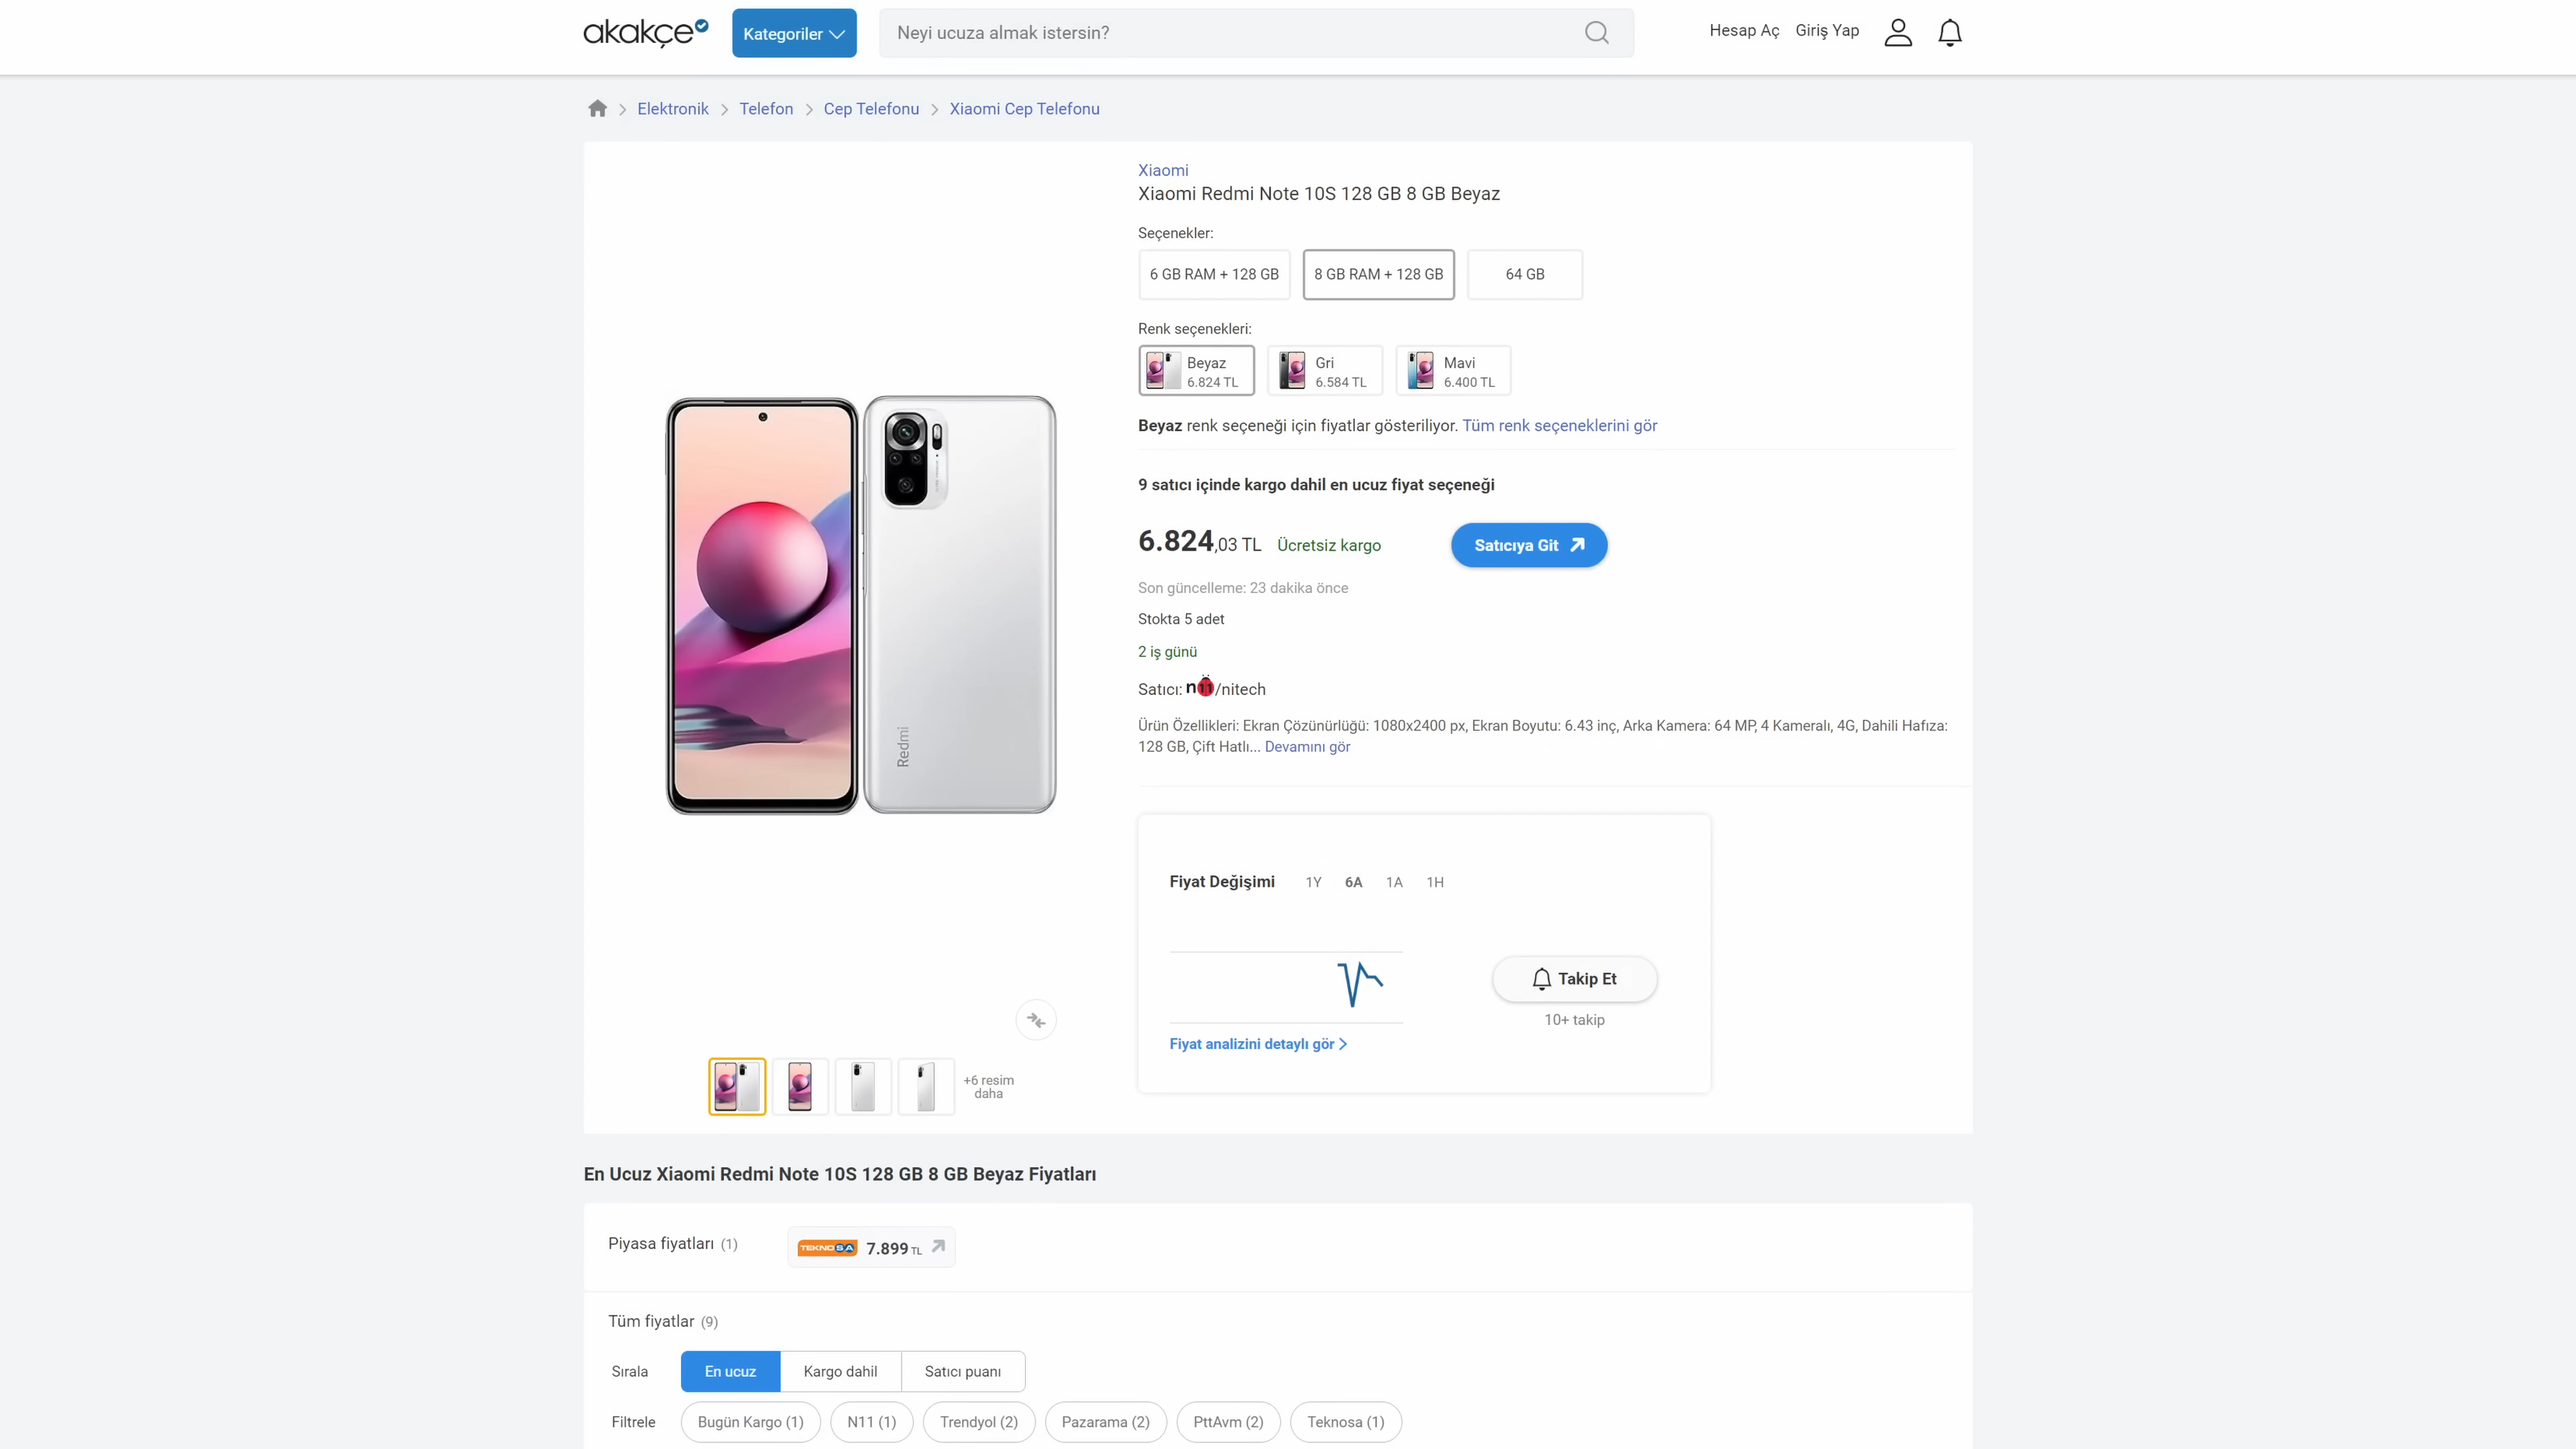 akakçe
Kategoriler
Neyi ucuza almak istersin?
Hesap Aç Giriş Yap
Elektronik > Telefon > Cep Telefonu > Xiaomi Cep Telefonu
Xiaomi
Xiaomi Redmi Note 10S 128 GB 8 GB Beyaz
Seçenekler:
6 GB RAM + 128 GB
8 GB RAM + 128 GB
64 GB
Renk seçenekleri:
Beyaz
6.824 TL
Gri
6.584 TL
Mavi
6.400 TL
Beyaz renk seçeneği için fiyatlar gösteriliyor. Tüm renk seçeneklerini gör
9 satıcı içinde kargo dahil en ucuz fiyat seçeneği
6.824,03 TL Ücretsiz kargo
Satıcıya Git
Son güncelleme: 23 dakika önce
Stokta 5 adet
2 iş günü
Satıcı: n11/nitech
Ürün Özellikleri: Ekran Çözünürlüğü: 1080x2400 px, Ekran Boyutu: 6.43 inç, Arka Kamera: 64 MP, 4 Kameralı, 4G, Dahili Hafıza:
128 GB, Çift Hatlı... Devamını gör
Redmi
Fiyat Değişimi 1Y 6A 1A 1H
Takip Et
10+ takip
Fiyat analizini detaylı gör >
+6 resim
daha
En Ucuz Xiaomi Redmi Note 10S 128 GB 8 GB Beyaz Fiyatları
Piyasa fiyatları (1)
TEKNOSA 7.899 TL
Tüm fiyatlar (9)
Sırala
En ucuz
Kargo dahil
Satıcı puanı
Filtrele
Bugün Kargo (1)
N11 (1)
Trendyol (2)
Pazarama (2)
PttAvm (2)
Teknosa (1)